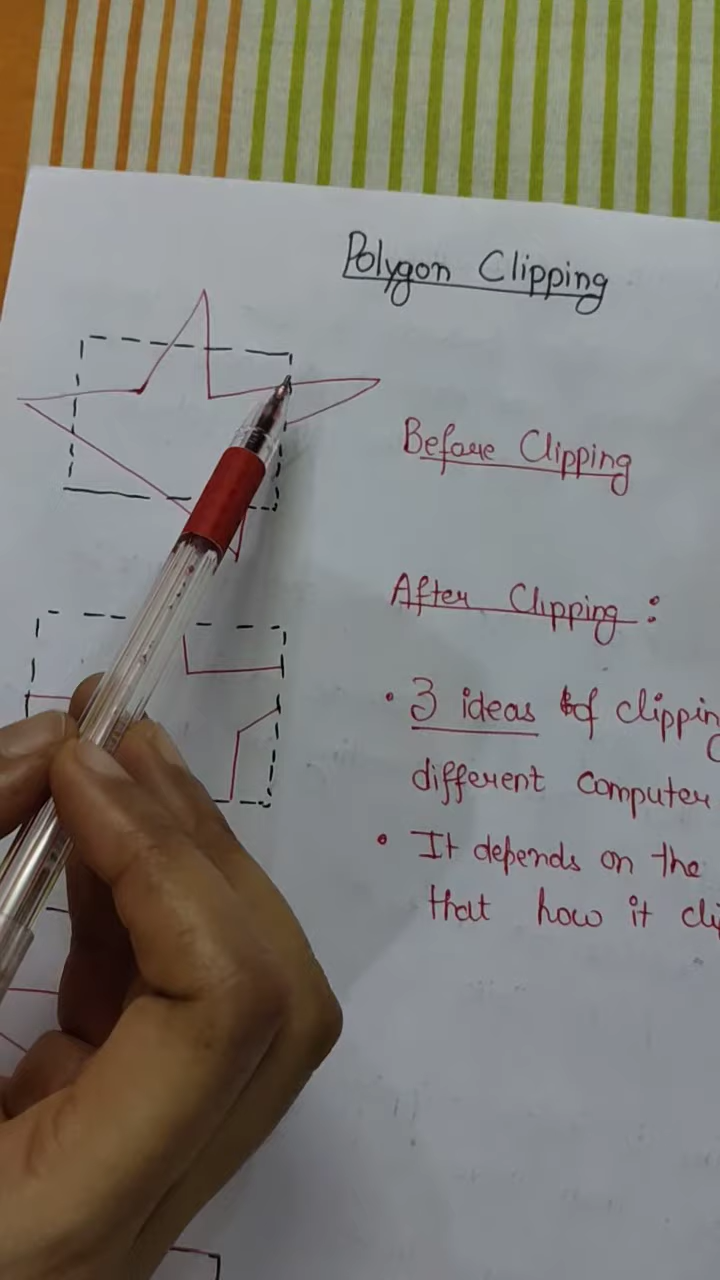 Polygon Clipping
Before Clipping
After Clipping :
• 3 ideas of clippin
different computer
• It depends on the
that how it cli